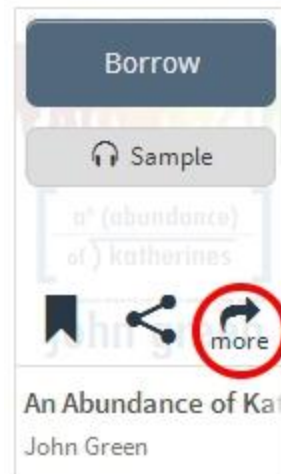 Borrow
Sample
a* (abundance)
of ) katherines
john green
more
An Abundance of Kat
John Green